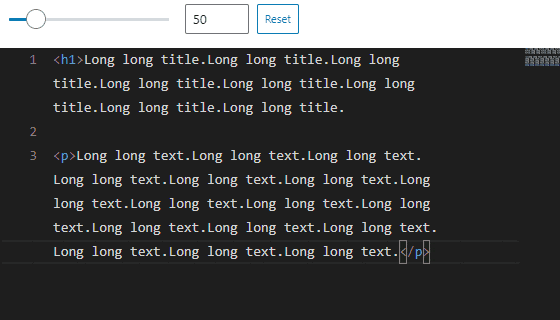 50 Reset
1 <h1>Long long title.Long long title.Long long
title.Long long title.Long long title.Long long
title.Long long title.Long long title.
2
3 <p>Long long text.Long long text.Long long text.
Long long text.Long long text.Long long text.Long
long text.Long long text.Long long text.Long long
text.Long long text.Long long text.Long long text.
Long long text.Long long text.Long long text.</p>